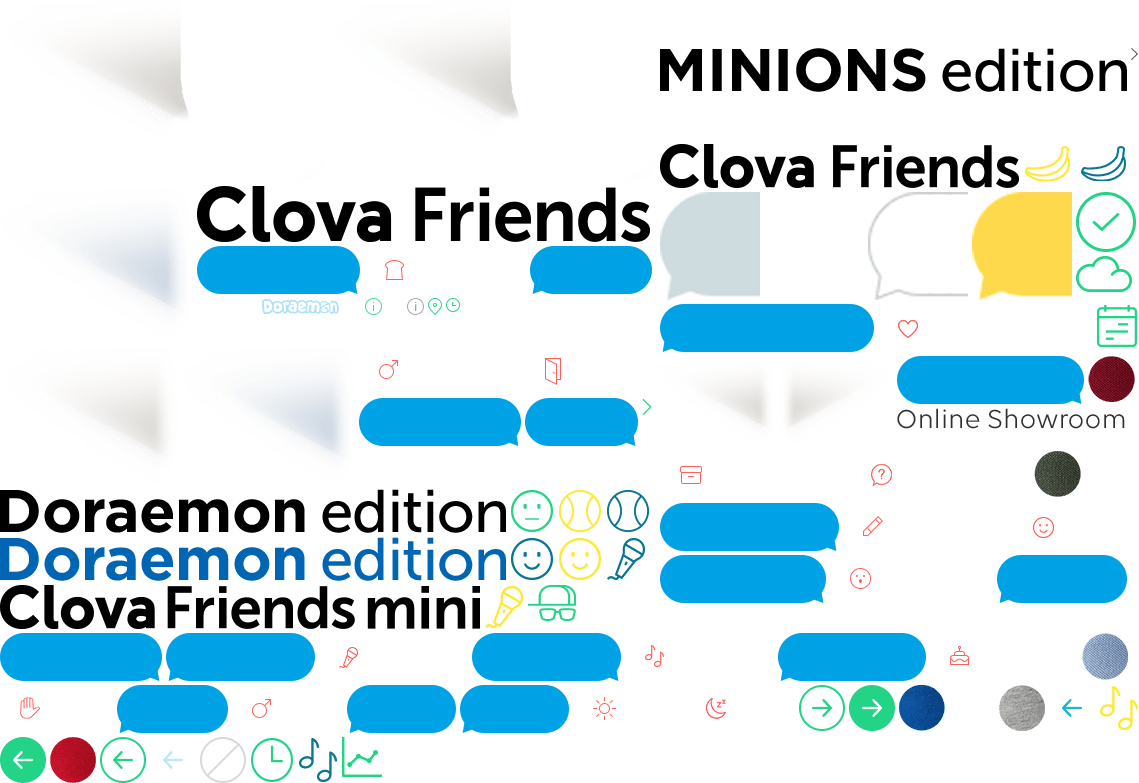 MINIONS edition
Clova Friends
Clova Friends
Doraemon
Online Showroom
Doraemon edition
Doraemon edition
Clova Friends mini